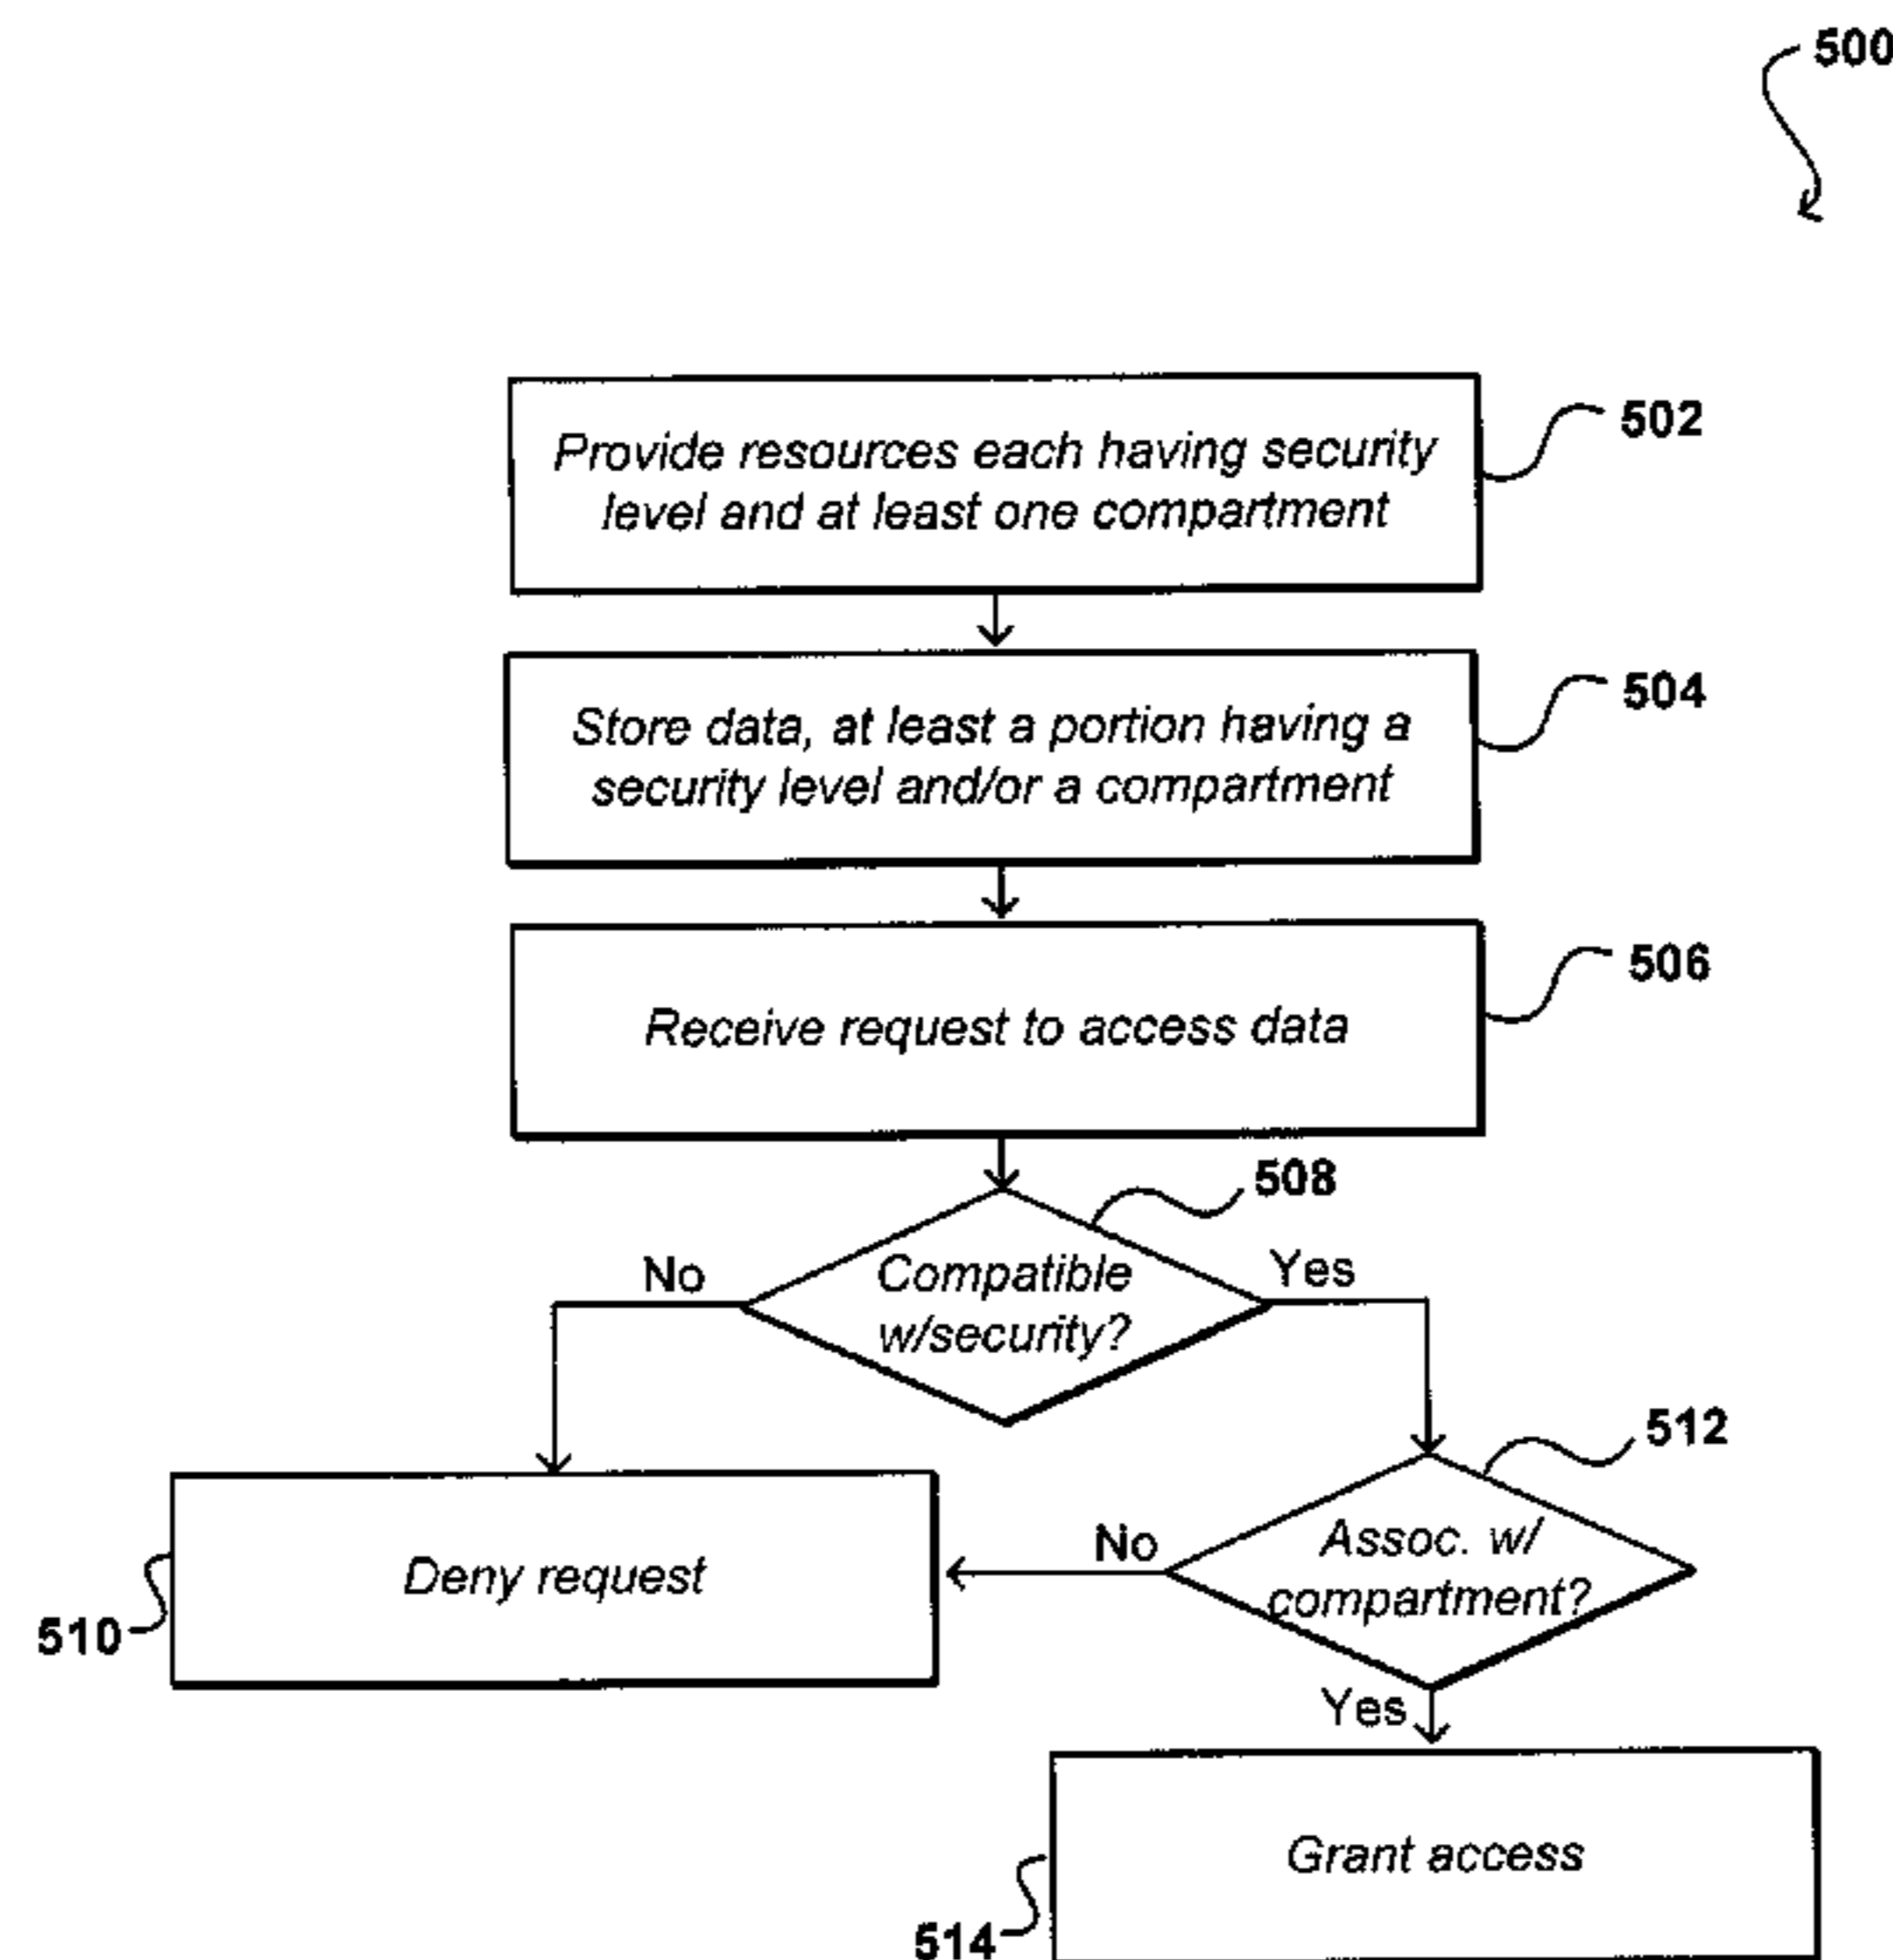 500
Provide resources each having security
level and at least one compartment
502
Store data, at least a portion having a
security level and/or a compartment
504
Receive request to access data
506
508
No
Compatible
w/security?
Yes
512
Deny request
510
No
Assoc. w/
compartment?
Yes
Grant access
514